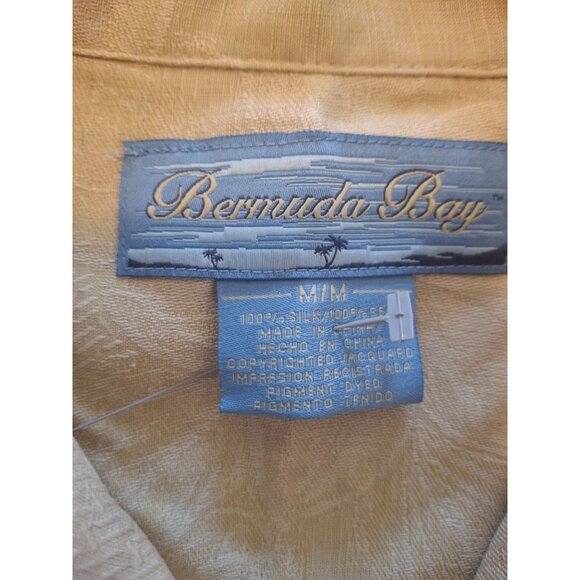 Bermuda Bay™
M/M
100% SILK/100% SE
MADE IN CHINA
HECHO EN CHINA
COPYRIGHTED JACQUARD
IMPRESION REGISTRADA
PIGMENT DYED
PIGMENTO TENIDO